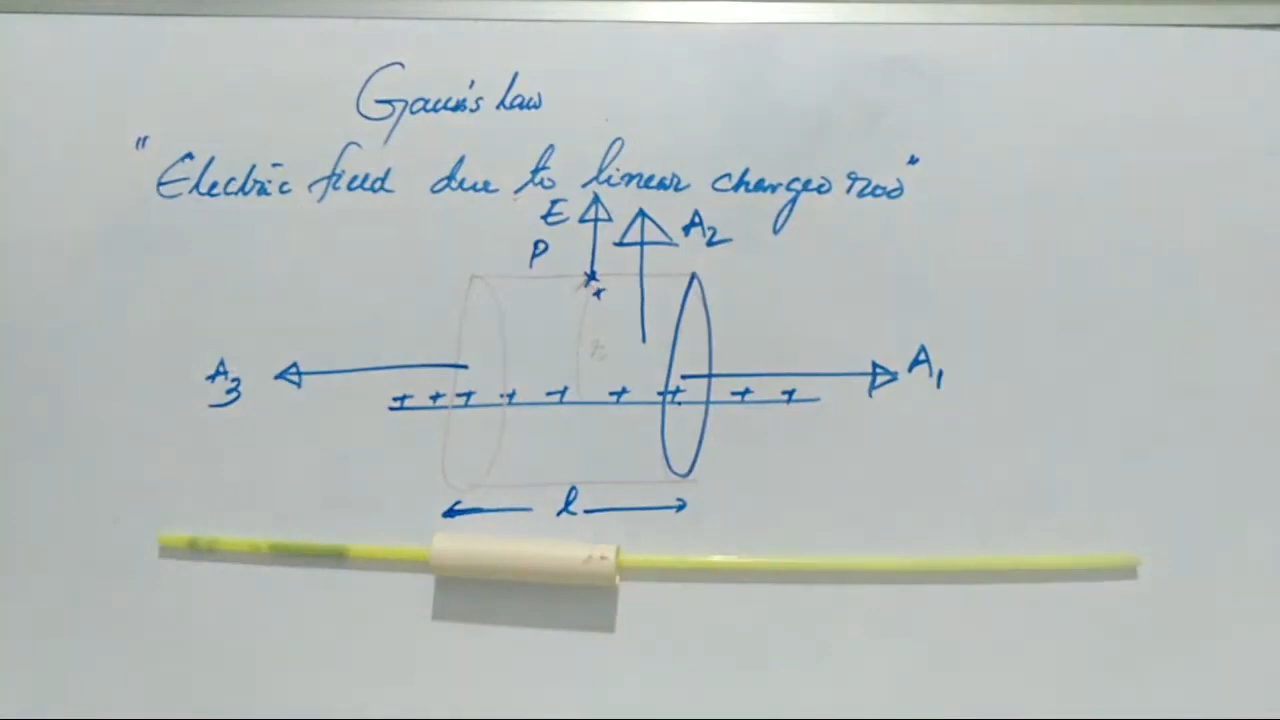 Gauss's Law
"Electric field due to linear charged rod"
E
A2
P
r
A3
A1
+ + + + + + + + +
l